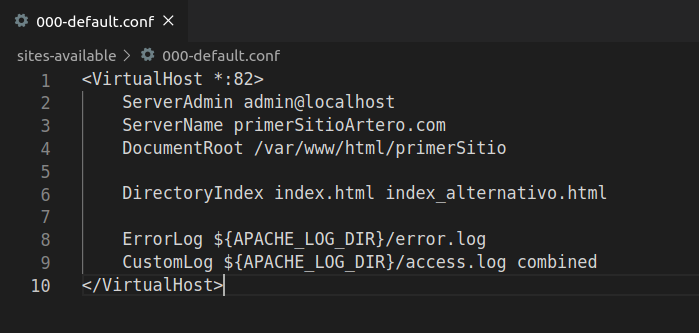 000-default.conf ×
sites-available > 000-default.conf
1 <VirtualHost *:82>
2 ServerAdmin admin@localhost
3 ServerName primerSitioArtero.com
4 DocumentRoot /var/www/html/primerSitio
5
6 DirectoryIndex index.html index_alternativo.html
7
8 ErrorLog ${APACHE_LOG_DIR}/error.log
9 CustomLog ${APACHE_LOG_DIR}/access.log combined
10 </VirtualHost>